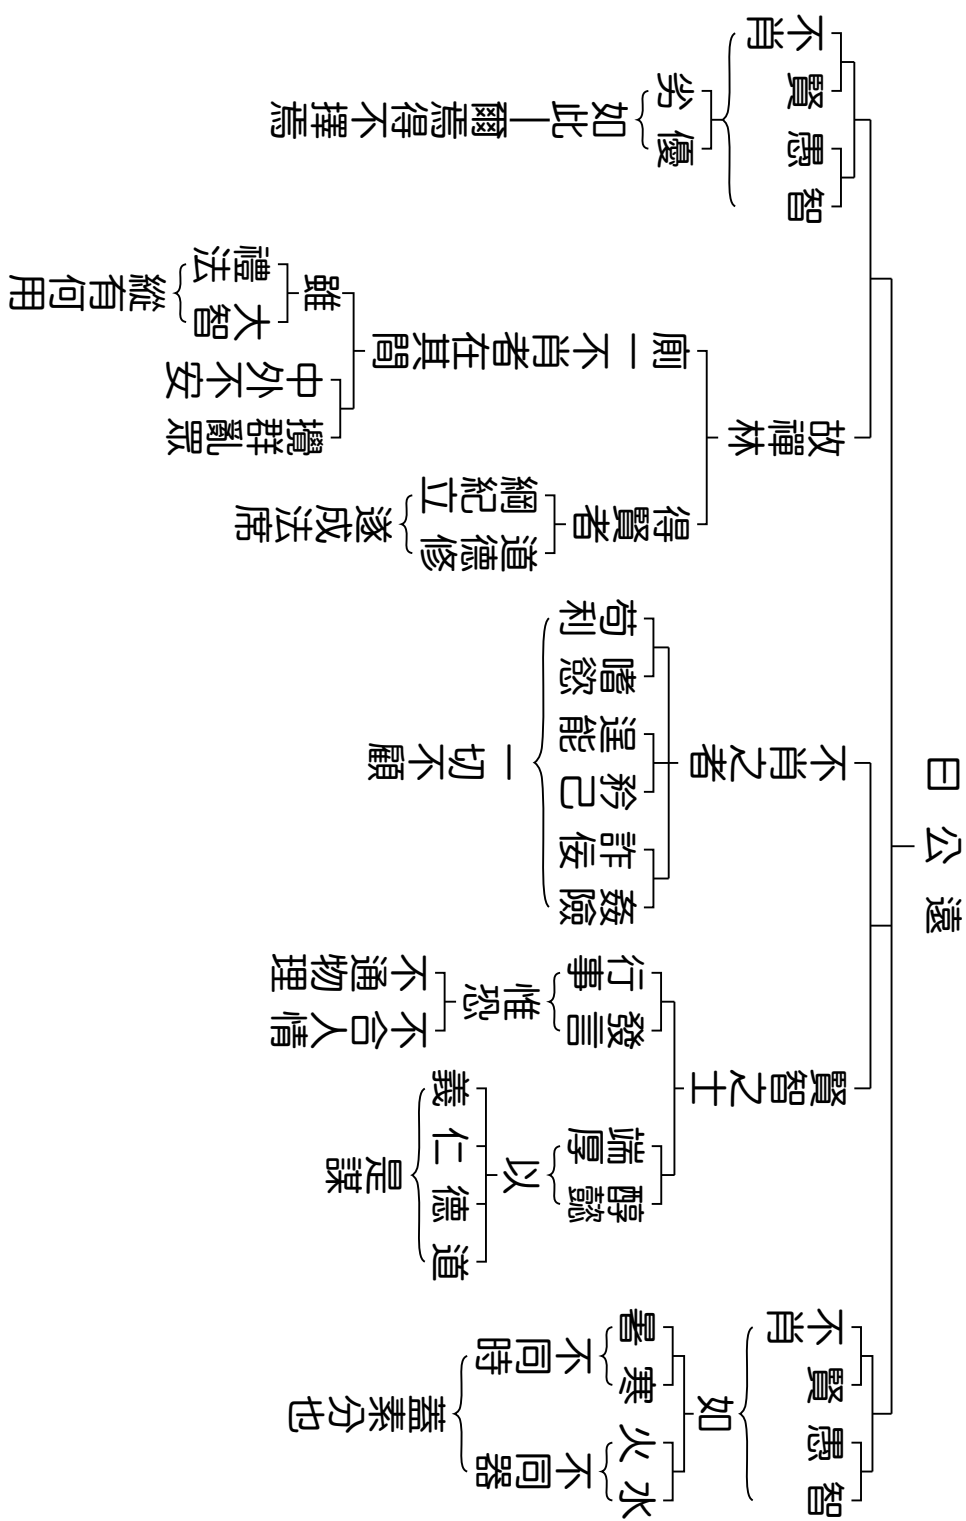 遠公曰
智
愚
賢
不肖
如
水
火
不同器
寒
暑
不同時
蓋素分也
賢智之士
醇懿
端厚
以
道
德
仁
義
是謀
發言
行事
惟恐
不合人情
不通物理
不肖之者
姦險
詐佞
矜己
逞能
嗜慾
苟利
一切不顧
故禪林
得賢者
道德修
綱紀立
遂成法席
廁一不肖者在其間
攪群亂眾
中外不安
雖
大智
禮法
縱有何用
智
愚
賢
不肖
優
劣
如此
爾焉得不擇焉